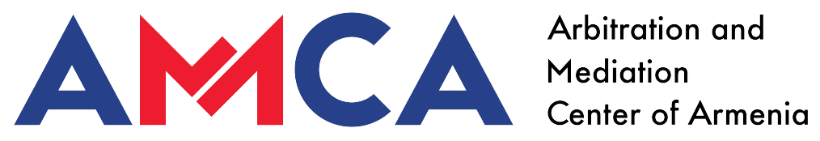 AMCA
Arbitration and
Mediation
Center of Armenia